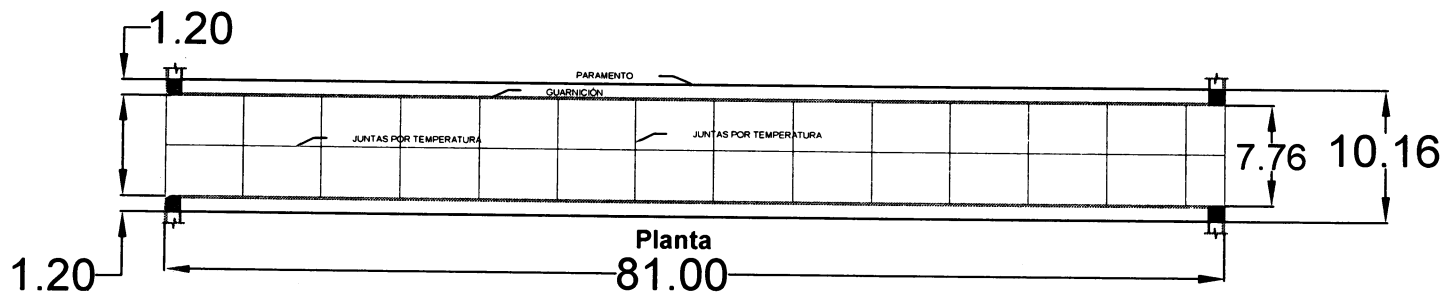 1.20
PARAMENTO
GUARNICIÓN
JUNTAS POR TEMPERATURA
JUNTAS POR TEMPERATURA
7.76
10.16
Planta
1.20
81.00